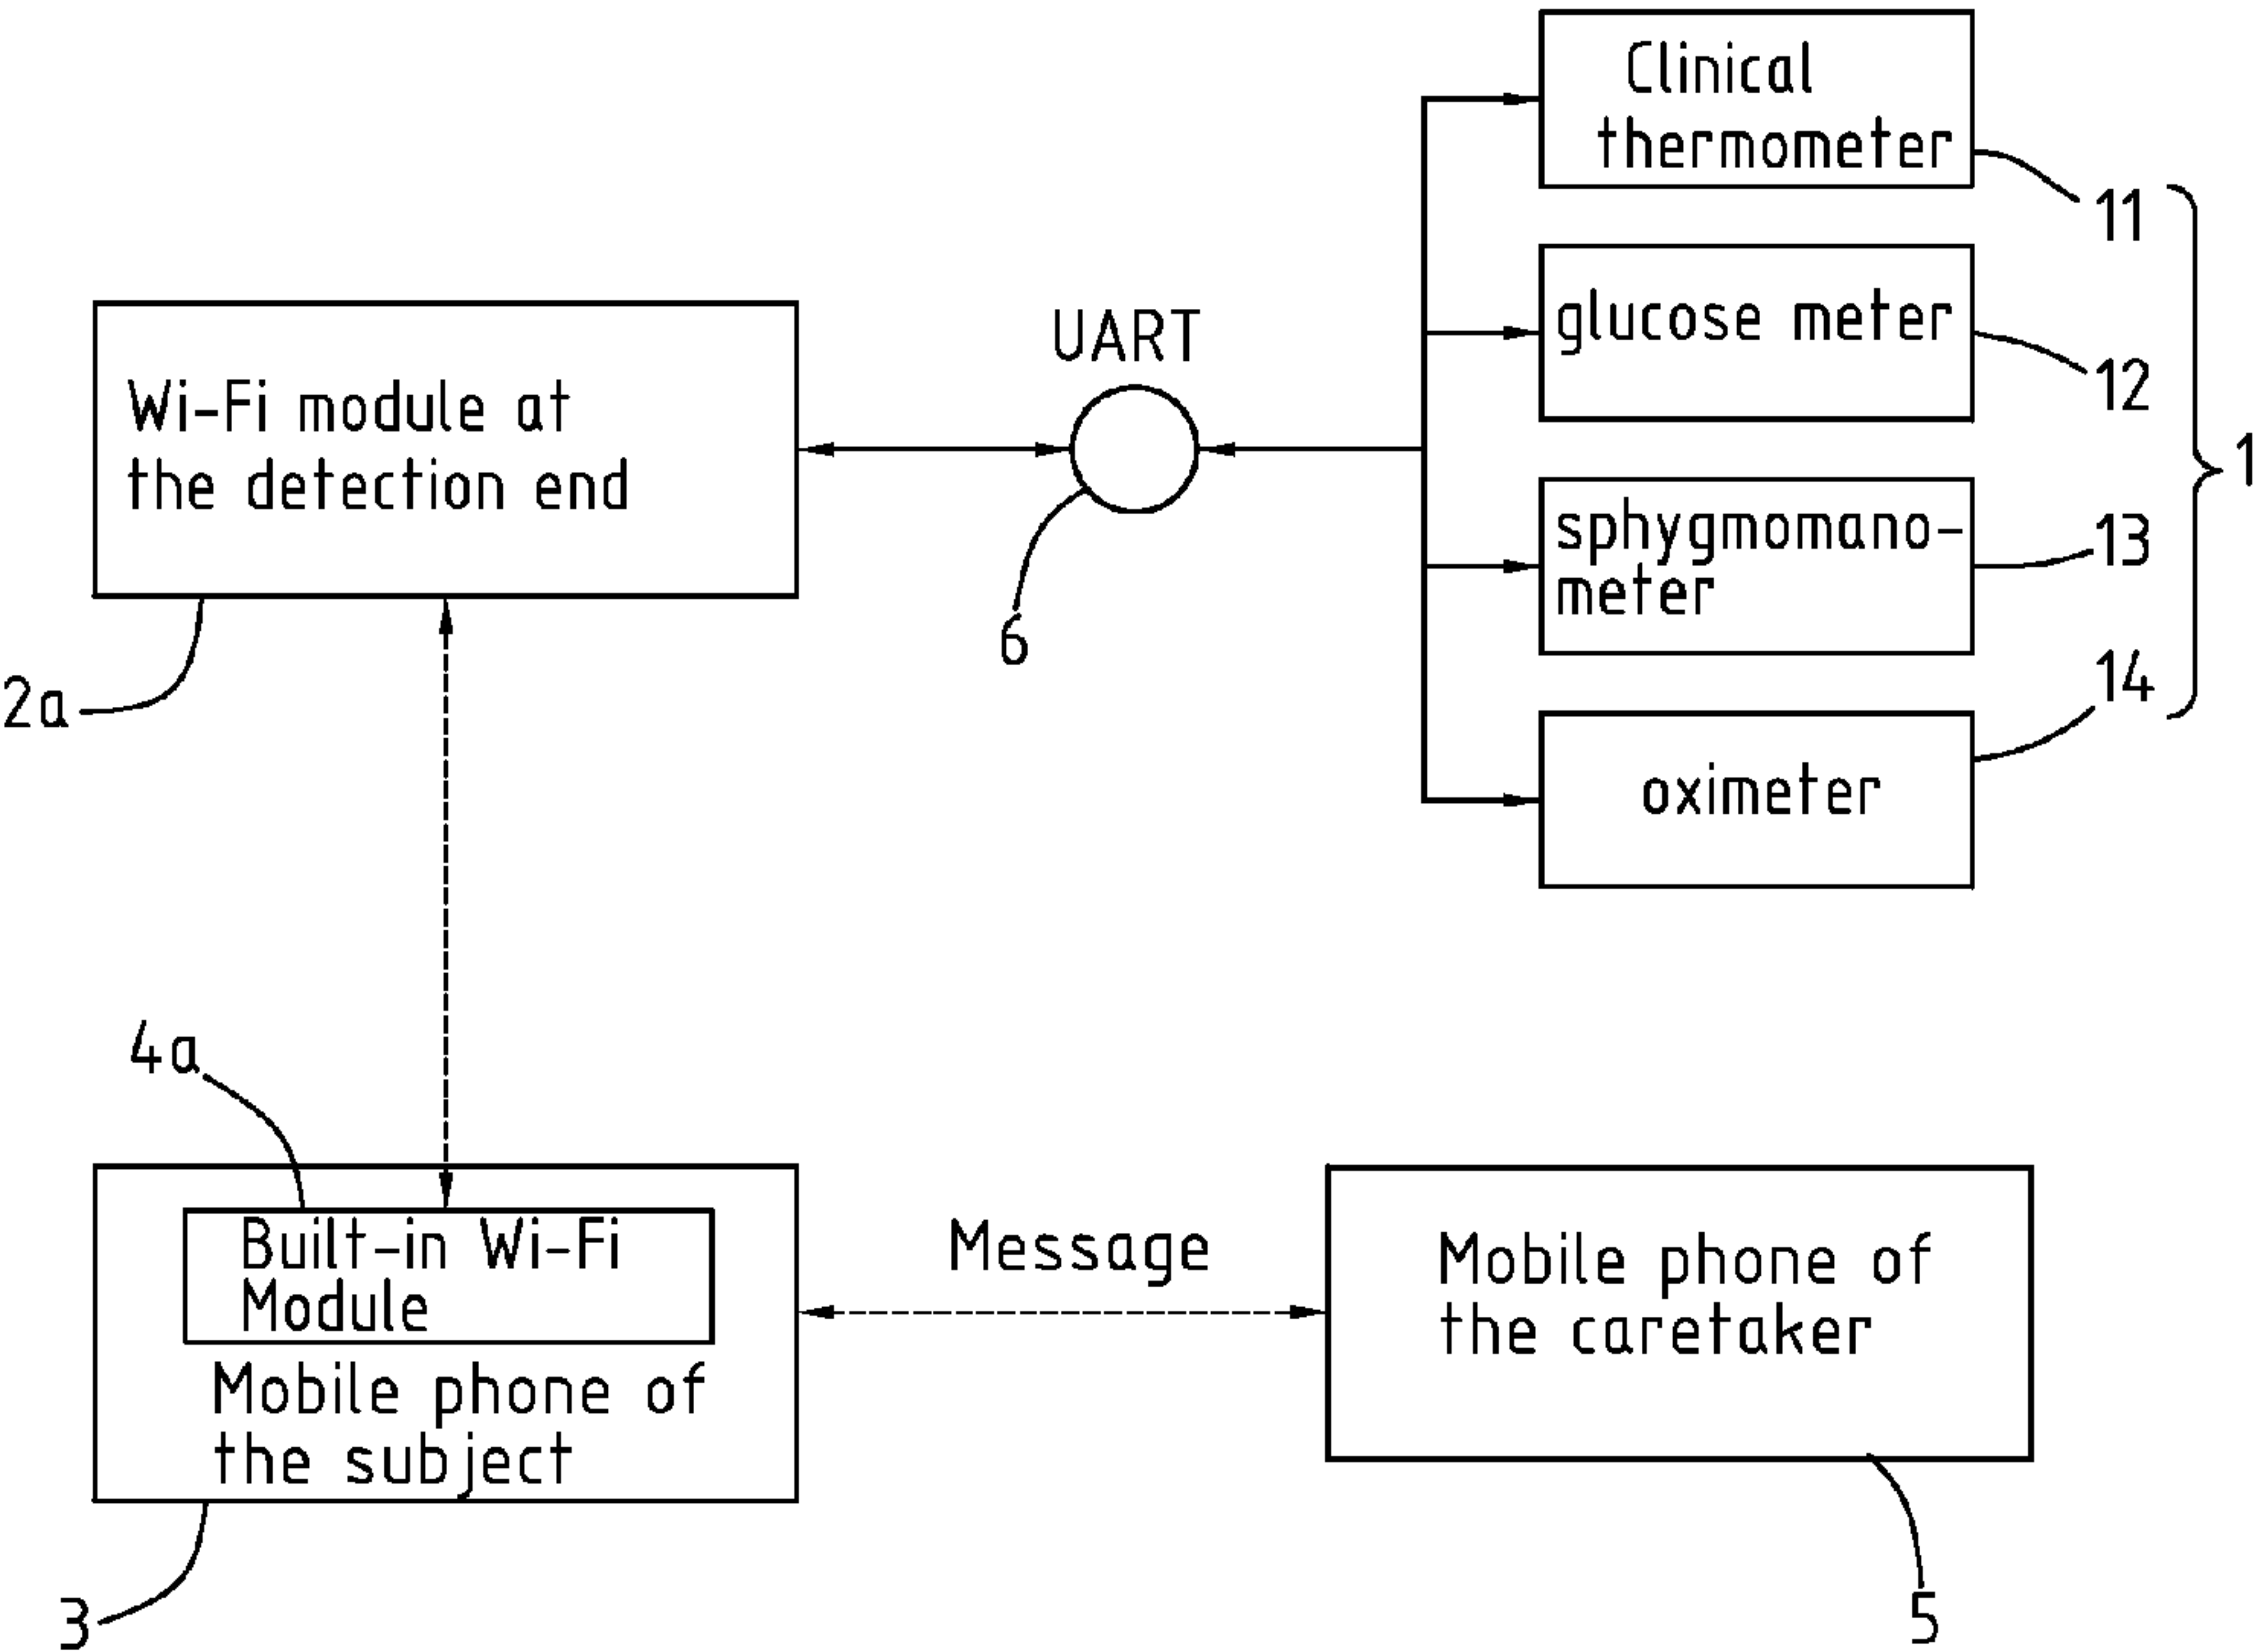 Clinical
thermometer
11
glucose meter
12
1
sphygmomano-
meter
13
14
oximeter
UART
6
Wi-Fi module at
the detection end
2a
4a
Built-in Wi-Fi
Module
Mobile phone of
the subject
3
Message
Mobile phone of
the caretaker
5